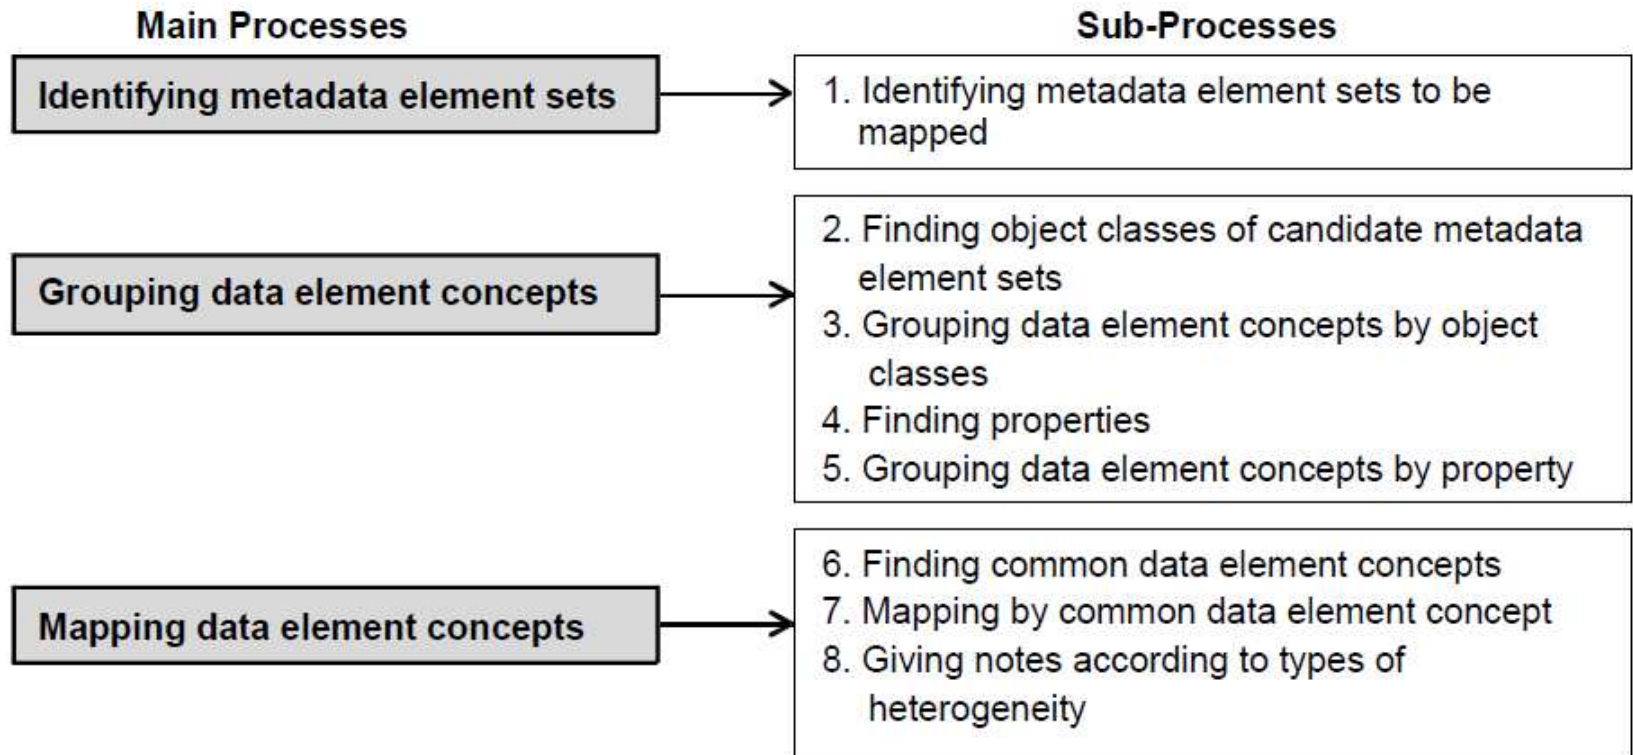 Main Processes
Sub-Processes
Identifying metadata element sets
1. Identifying metadata element sets to be
mapped
Grouping data element concepts
2. Finding object classes of candidate metadata
element sets
3. Grouping data element concepts by object
classes
4. Finding properties
5. Grouping data element concepts by property
Mapping data element concepts
6. Finding common data element concepts
7. Mapping by common data element concept
8. Giving notes according to types of
heterogeneity